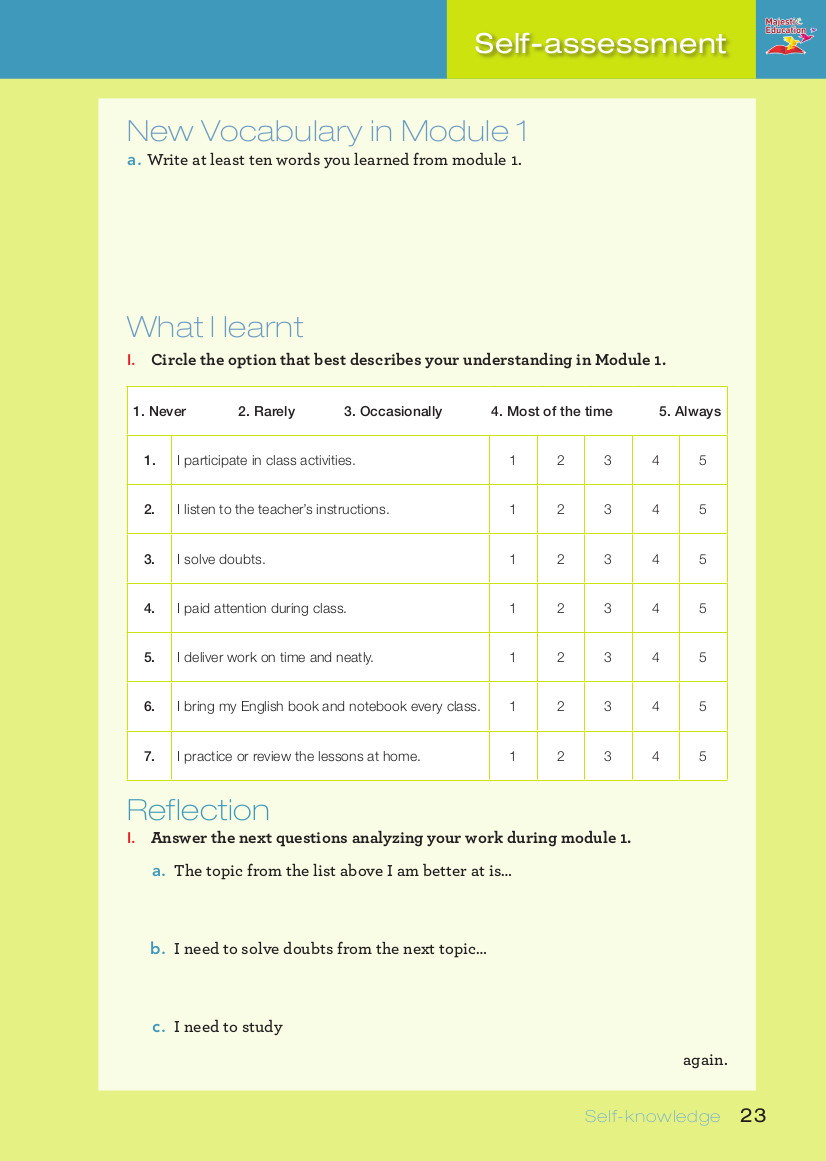 Self-assessment
Majestic
Education
New Vocabulary in Module 1
a. Write at least ten words you learned from module 1.
What I learnt
I. Circle the option that best describes your understanding in Module 1.
1. Never 2. Rarely 3. Occasionally 4. Most of the time 5. Always
1. I participate in class activities. 1 2 3 4 5
2. I listen to the teacher's instructions. 1 2 3 4 5
3. I solve doubts. 1 2 3 4 5
4. I paid attention during class. 1 2 3 4 5
5. I deliver work on time and neatly. 1 2 3 4 5
6. I bring my English book and notebook every class. 1 2 3 4 5
7. I practice or review the lessons at home. 1 2 3 4 5
Reflection
I. Answer the next questions analyzing your work during module 1.
a. The topic from the list above I am better at is...
b. I need to solve doubts from the next topic...
c. I need to study
again.
Self-knowledge 23